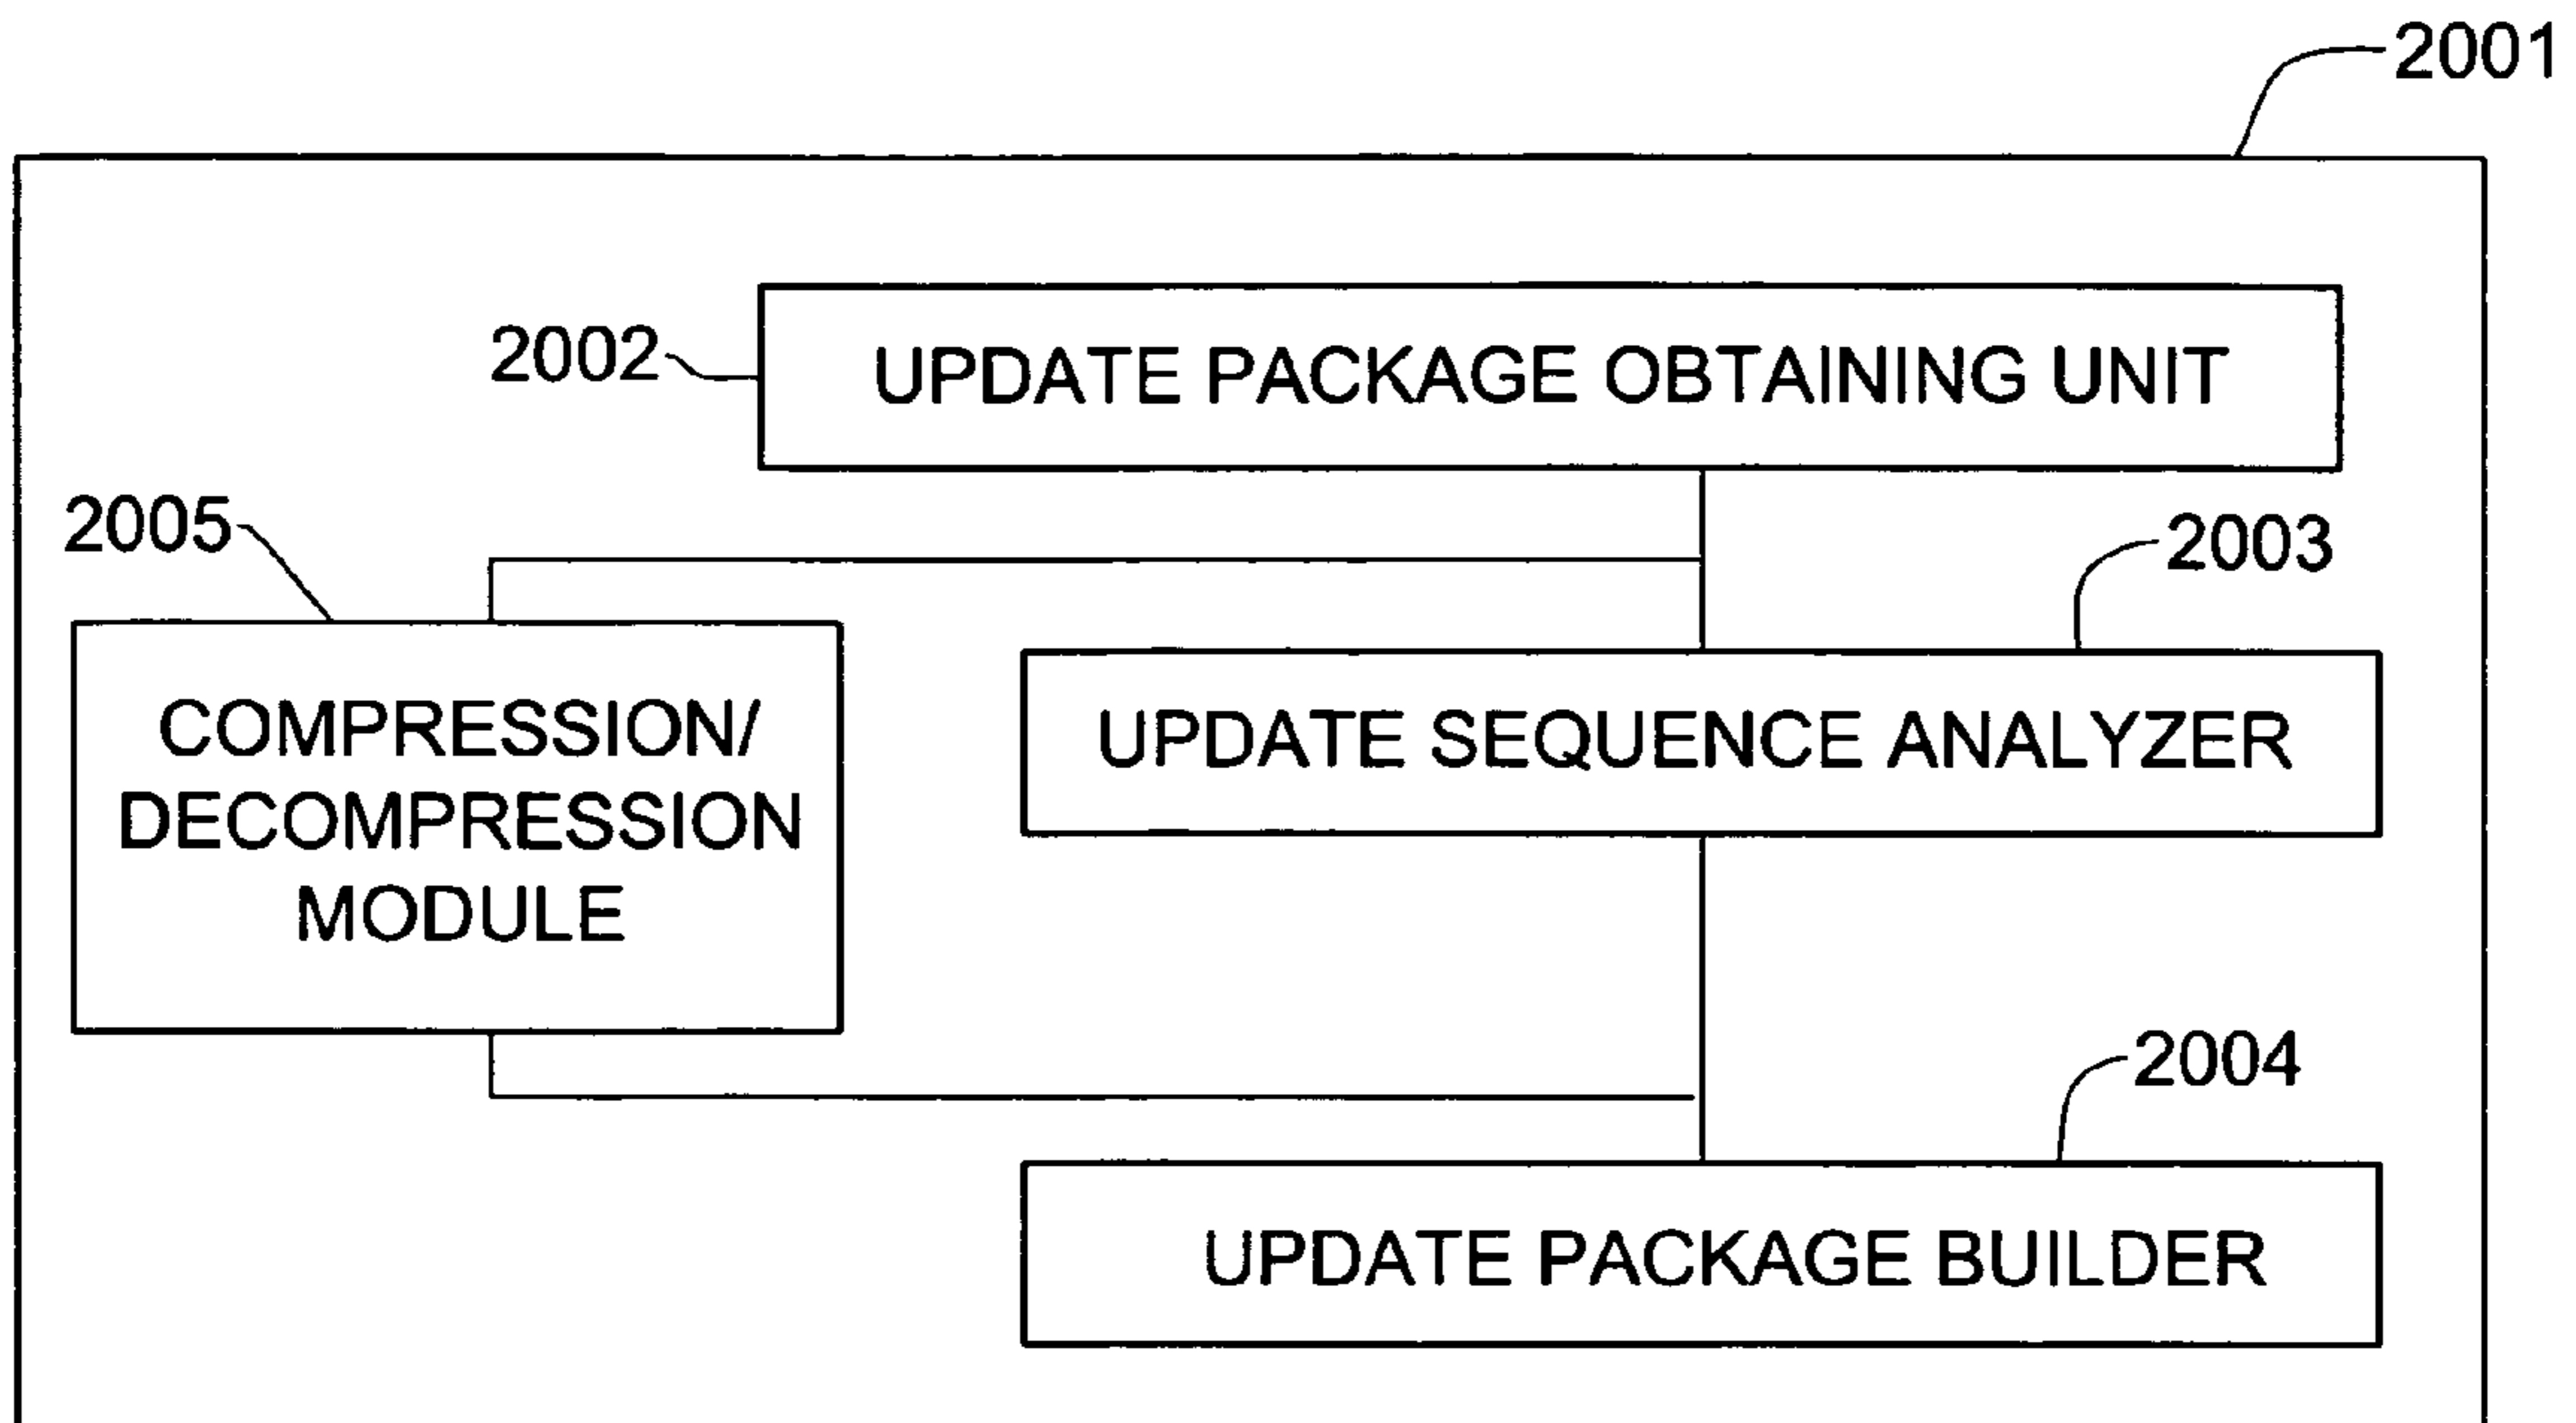 2001
2002
UPDATE PACKAGE OBTAINING UNIT
2005
2003
COMPRESSION/
DECOMPRESSION
MODULE
UPDATE SEQUENCE ANALYZER
2004
UPDATE PACKAGE BUILDER